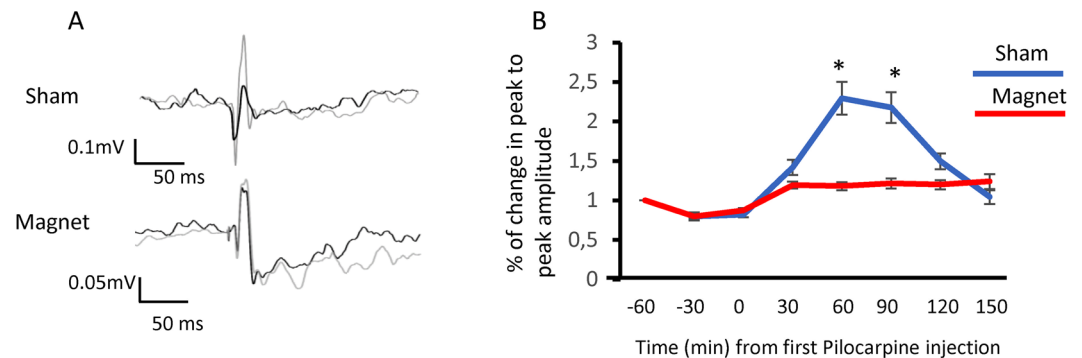 A
Sham
0.1mV
50 ms
Magnet
0.05mV
50 ms
B
% of change in peak to
peak amplitude
3
2,5
2
1,5
1
0,5
0
* *
Sham
Magnet
-60 -30 0 30 60 90 120 150
Time (min) from first Pilocarpine injection